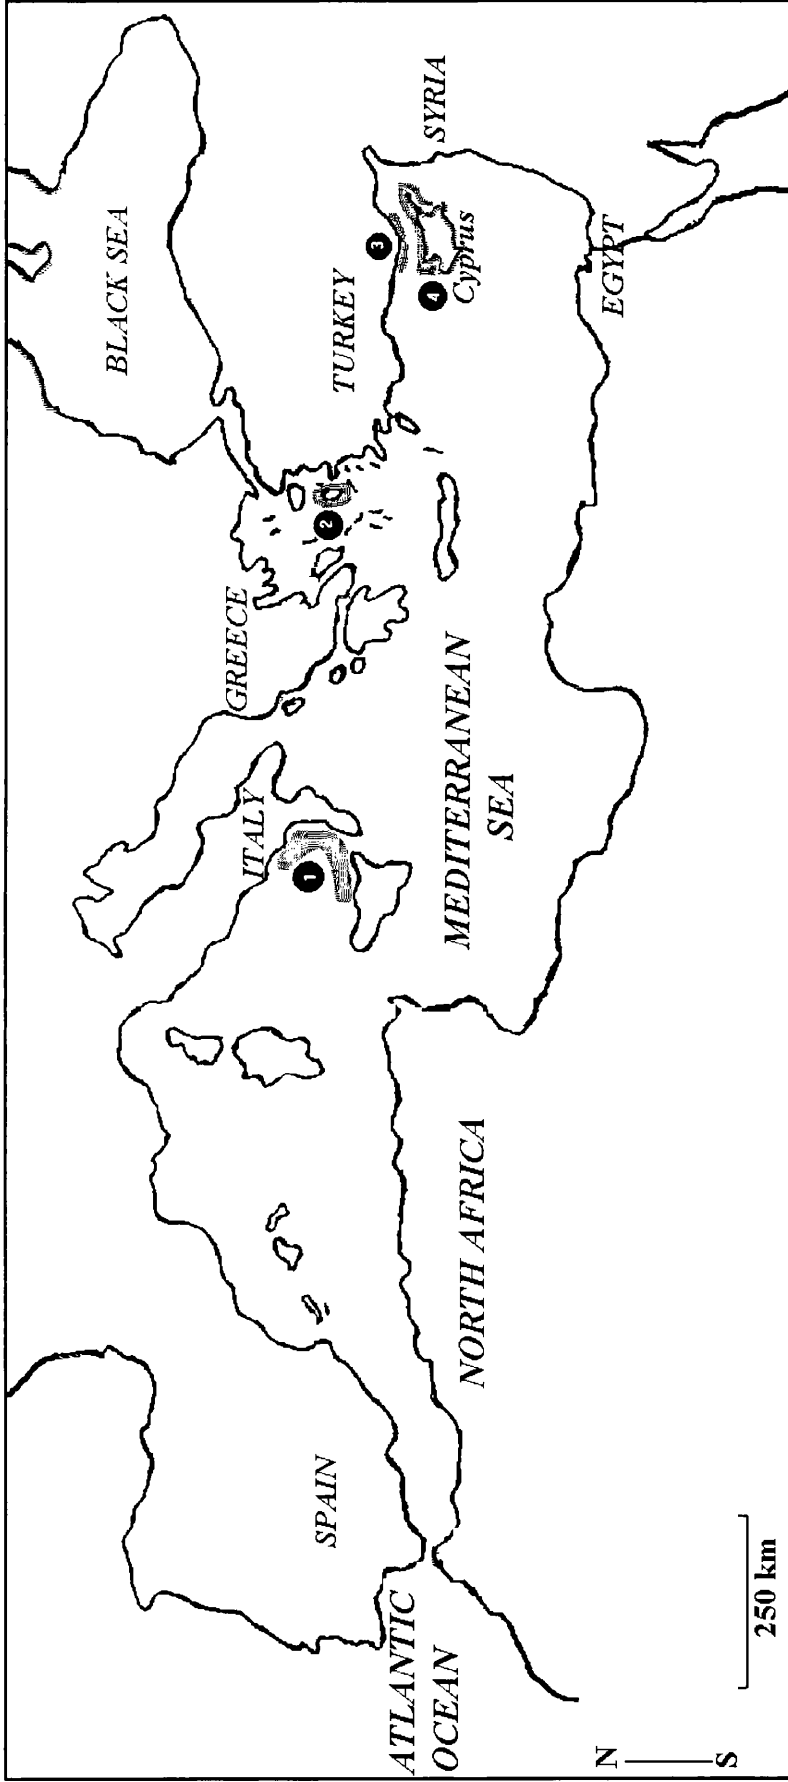 BLACK SEA
GREECE
ITALY
TURKEY
SPAIN
SYRIA
Cyprus
MEDITERRANEAN
SEA
ATLANTIC
OCEAN
NORTH AFRICA
EGYPT
1
2
3
4
N
S
250 km